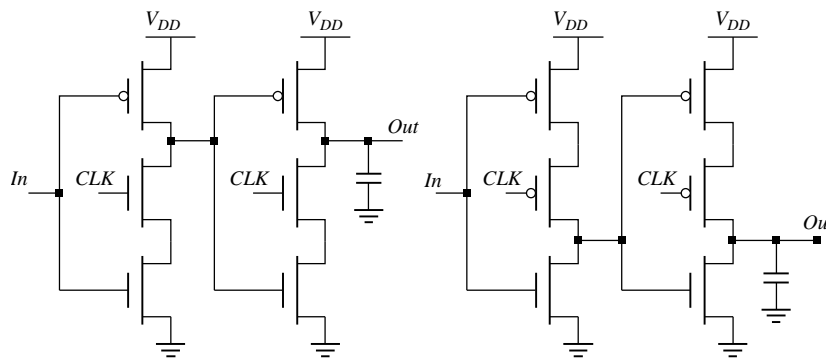 V_DD V_DD V_DD V_DD
Out
In CLK CLK In CLK CLK
Ou